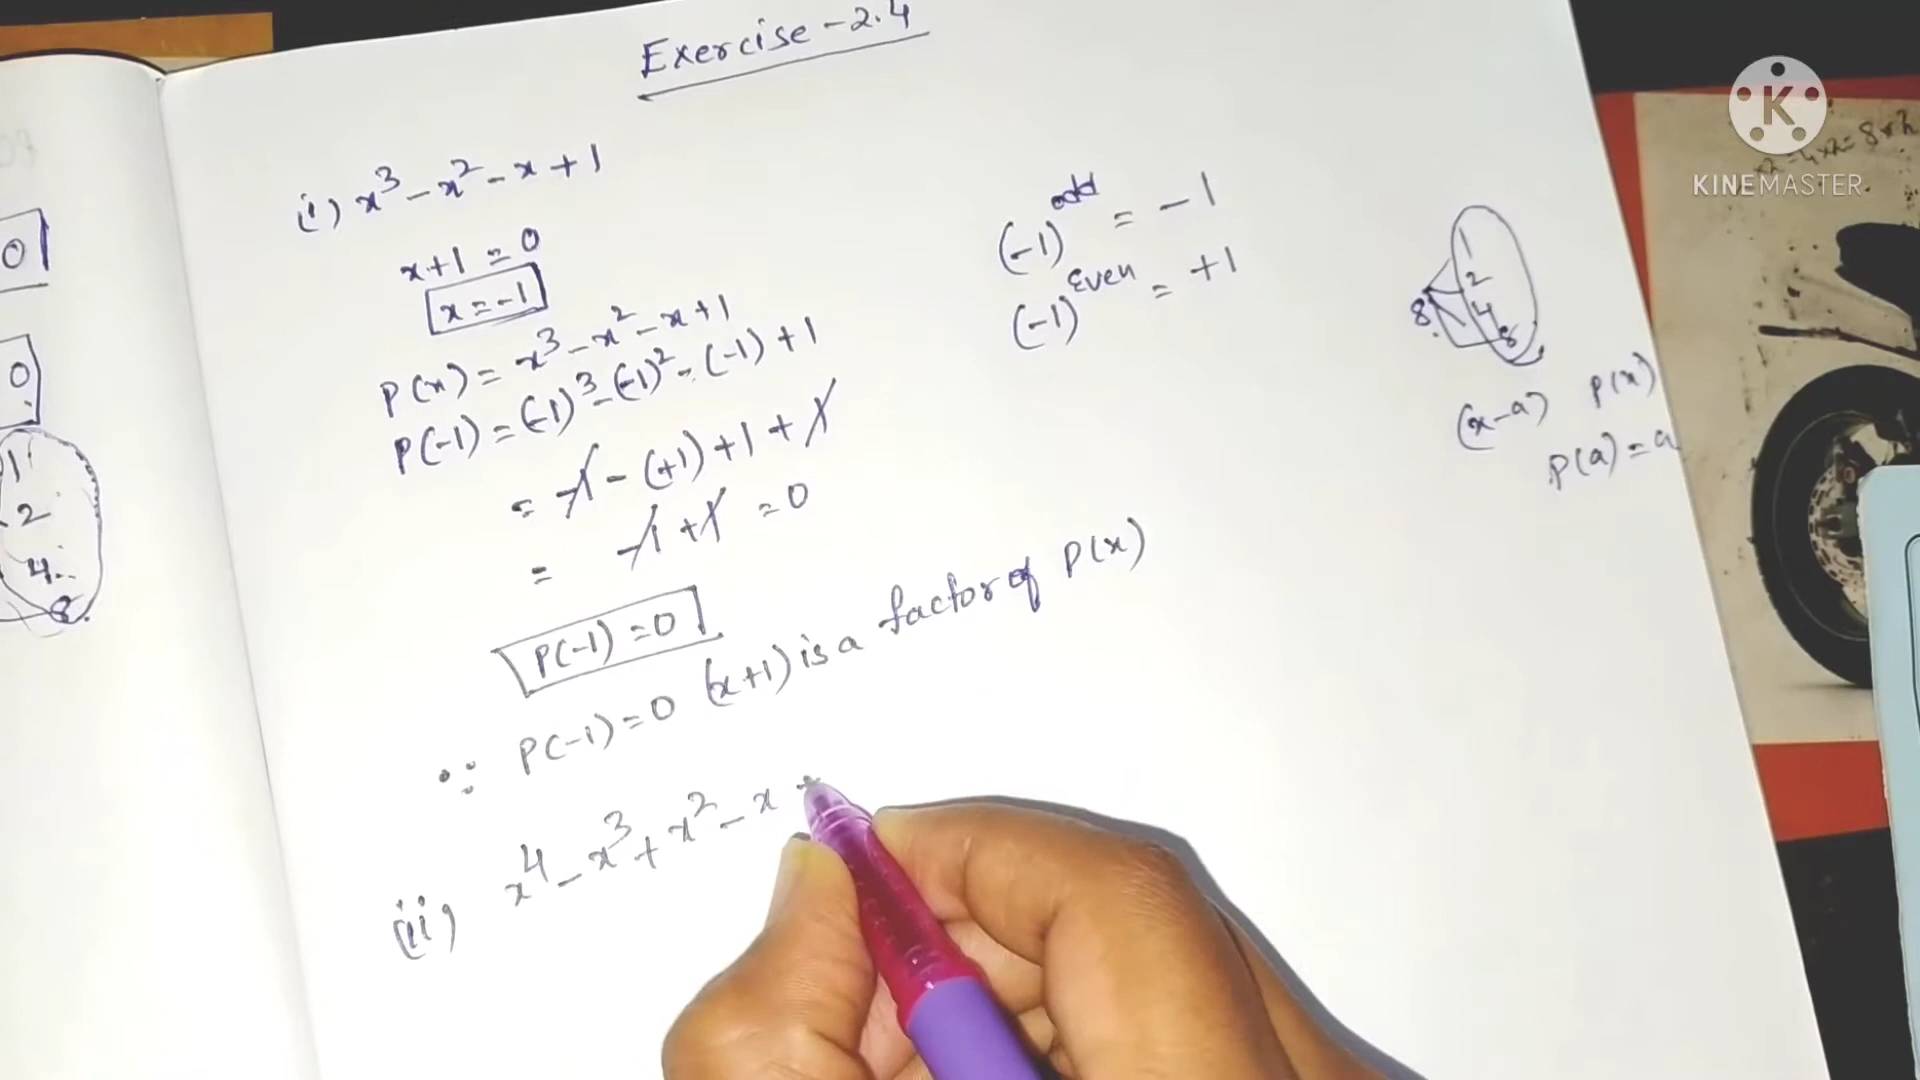 Exercise - 2.4
(i) x³ - x² - x + 1
x+1 = 0
x = -1
P(x) = x³ - x² - x + 1
P(-1) = (-1)³ - (-1)² - (-1) + 1
= -1 - (+1) + 1 + 1
= -1 + 1 = 0
P(-1) = 0
∵ P(-1) = 0 (x+1) is a factor of P(x)
(ii) x⁴ - x³ + x² - x +
(-1)^odd = -1
(-1)^Even = +1
1
2
8 4
8
(x-a) P(x)
P(a) = a
0
0
1
2
4
8
K
KINEMASTER